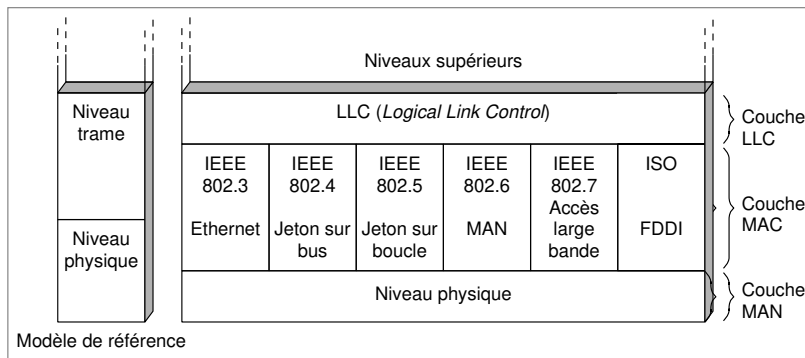 Niveaux supérieurs
Niveau
trame
Niveau
physique
Modèle de référence
LLC (Logical Link Control)
IEEE
802.3
Ethernet
IEEE
802.4
Jeton sur
bus
IEEE
802.5
Jeton sur
boucle
IEEE
802.6
MAN
IEEE
802.7
Accès
large
bande
ISO
FDDI
Niveau physique
Couche
LLC
Couche
MAC
Couche
MAN